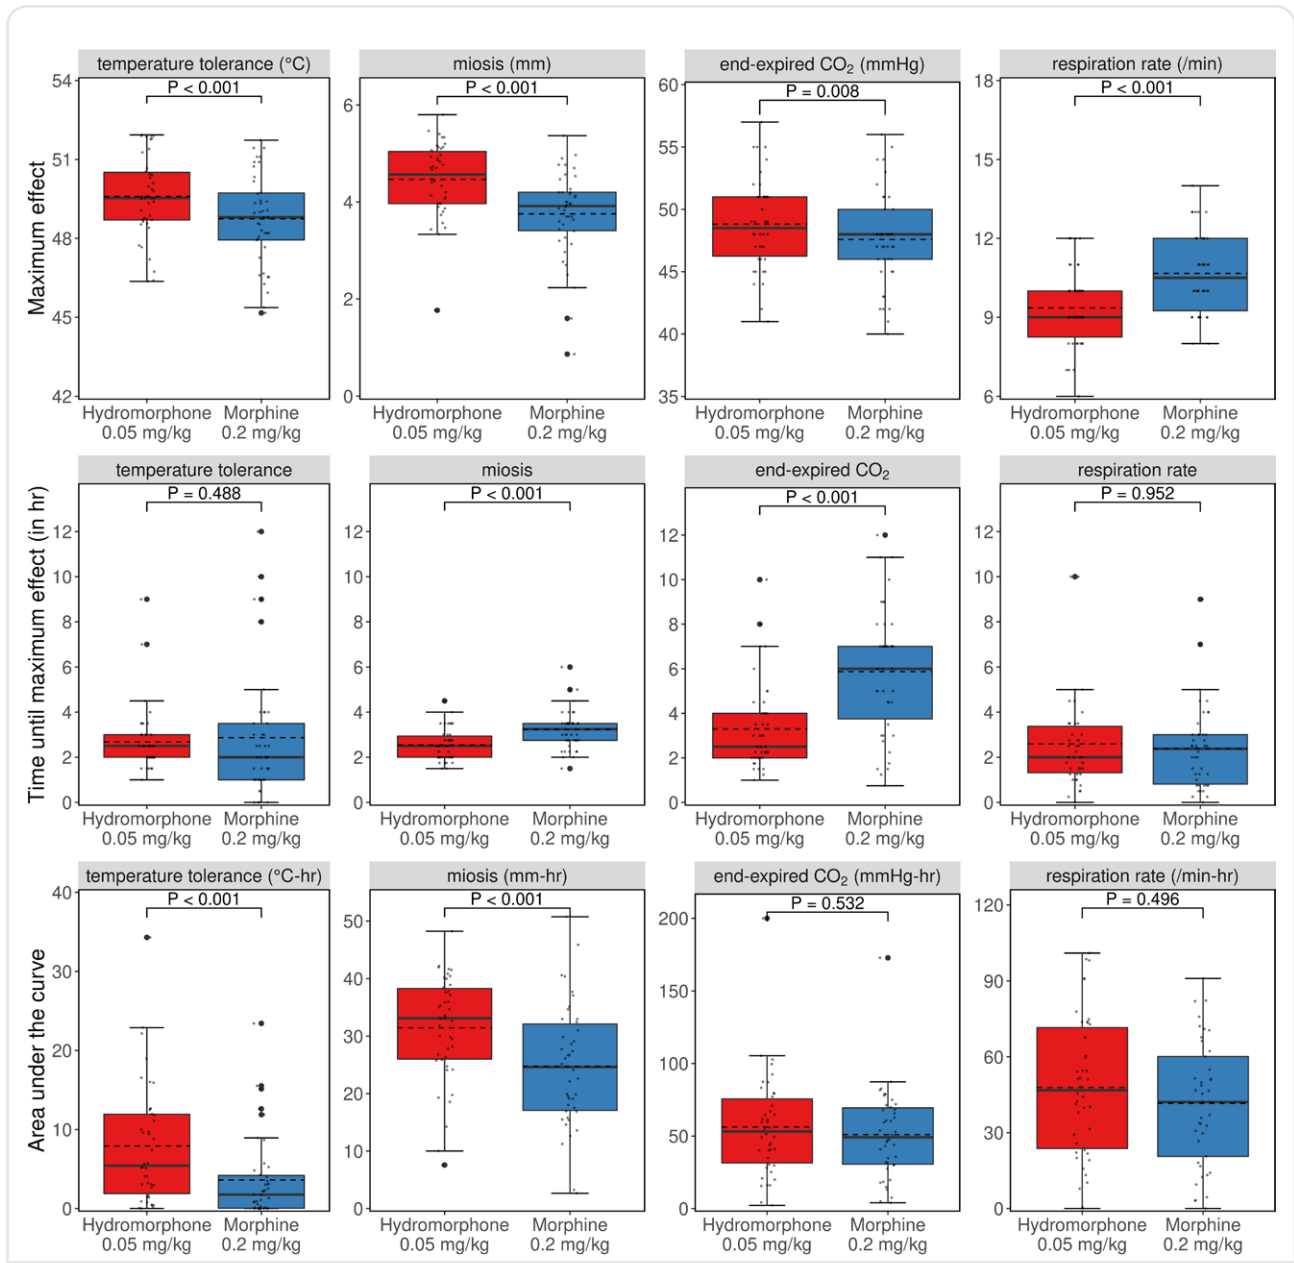 temperature tolerance (°C)
miosis (mm)
end-expired CO₂ (mmHg)
respiration rate (/min)
Maximum effect
54
51
48
45
42
P < 0.001
Hydromorphone
0.05 mg/kg
Morphine
0.2 mg/kg
6
4
2
0
P < 0.001
Hydromorphone
0.05 mg/kg
Morphine
0.2 mg/kg
60
55
50
45
40
35
P = 0.008
Hydromorphone
0.05 mg/kg
Morphine
0.2 mg/kg
18
15
12
9
6
P < 0.001
Hydromorphone
0.05 mg/kg
Morphine
0.2 mg/kg
temperature tolerance
miosis
end-expired CO₂
respiration rate
Time until maximum effect (in hr)
12
10
8
6
4
2
0
P = 0.488
Hydromorphone
0.05 mg/kg
Morphine
0.2 mg/kg
12
10
8
6
4
2
0
P < 0.001
Hydromorphone
0.05 mg/kg
Morphine
0.2 mg/kg
12
10
8
6
4
2
0
P < 0.001
Hydromorphone
0.05 mg/kg
Morphine
0.2 mg/kg
12
10
8
6
4
2
0
P = 0.952
Hydromorphone
0.05 mg/kg
Morphine
0.2 mg/kg
temperature tolerance (°C-hr)
miosis (mm-hr)
end-expired CO₂ (mmHg-hr)
respiration rate (/min-hr)
Area under the curve
40
30
20
10
0
P < 0.001
Hydromorphone
0.05 mg/kg
Morphine
0.2 mg/kg
50
40
30
20
10
0
P < 0.001
Hydromorphone
0.05 mg/kg
Morphine
0.2 mg/kg
200
150
100
50
0
P = 0.532
Hydromorphone
0.05 mg/kg
Morphine
0.2 mg/kg
120
90
60
30
0
P = 0.496
Hydromorphone
0.05 mg/kg
Morphine
0.2 mg/kg